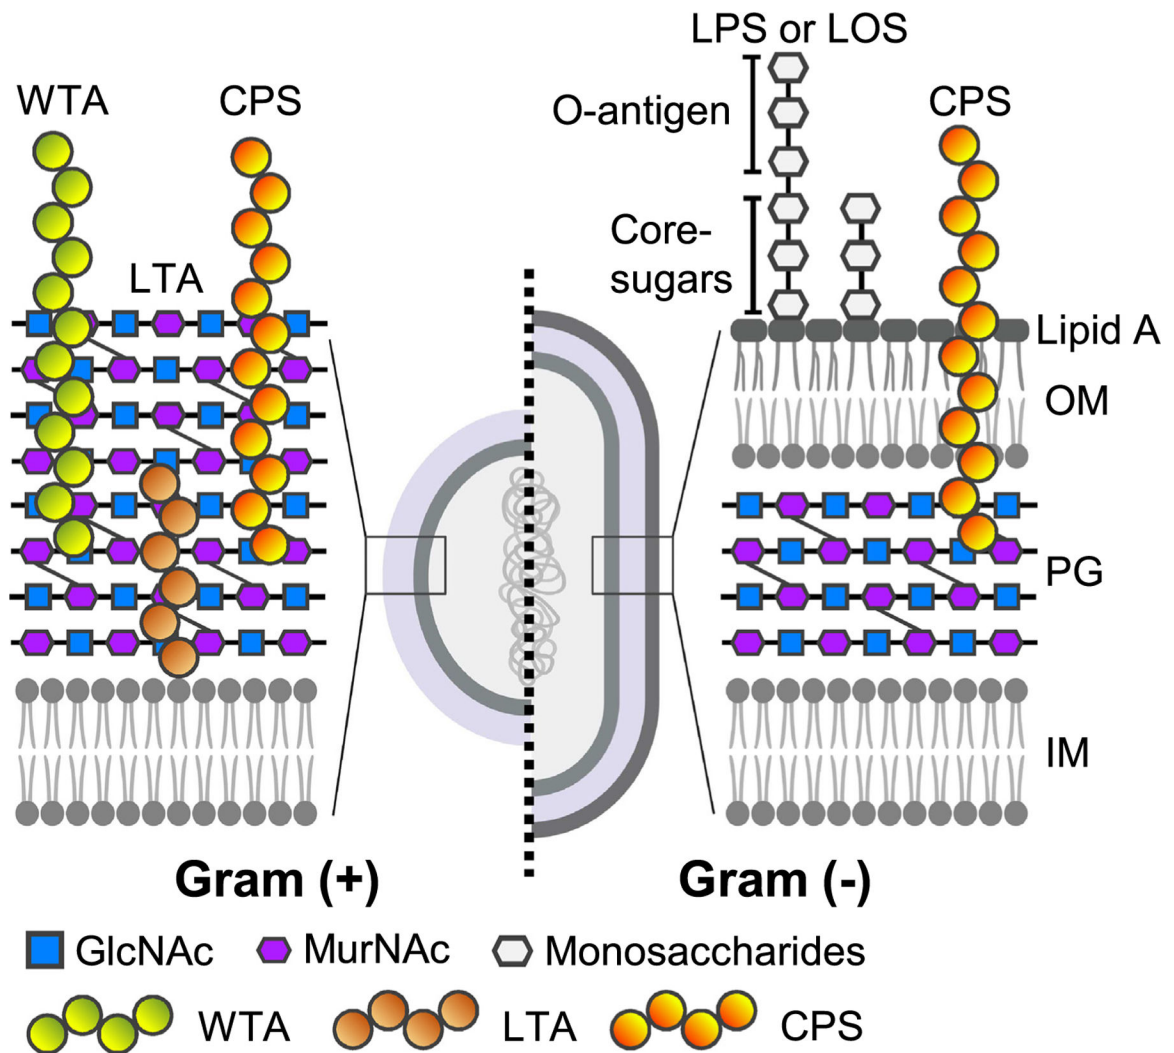 LPS or LOS
WTA
CPS
O-antigen
CPS
Core-
sugars
LTA
Lipid A
OM
PG
IM
Gram (+)
Gram (-)
GlcNAc
MurNAc
Monosaccharides
WTA
LTA
CPS